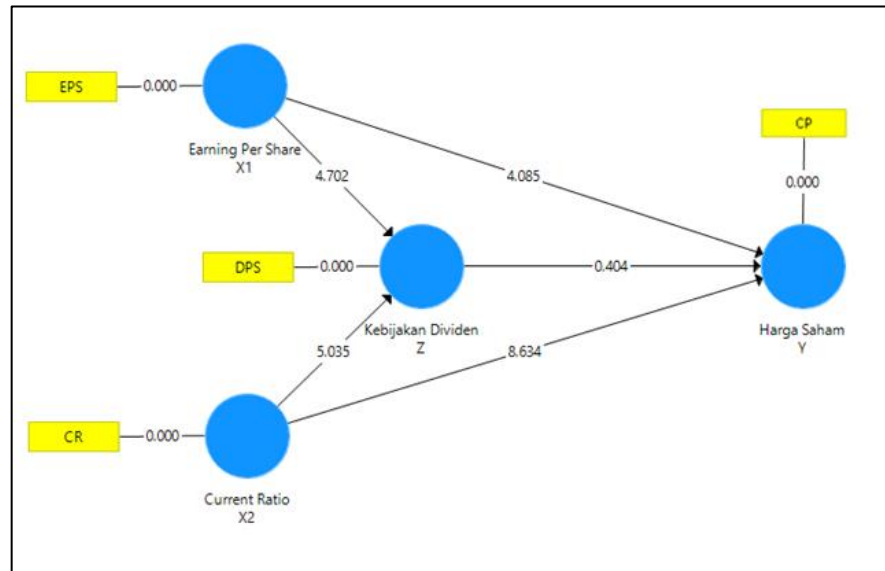 EPS
0.000
Earning Per Share
X1
CP
4.702
4.085
0.000
DPS
0.000
0.404
Kebijakan Dividen
Z
Harga Saham
Y
5.035
8.634
CR
0.000
Current Ratio
X2